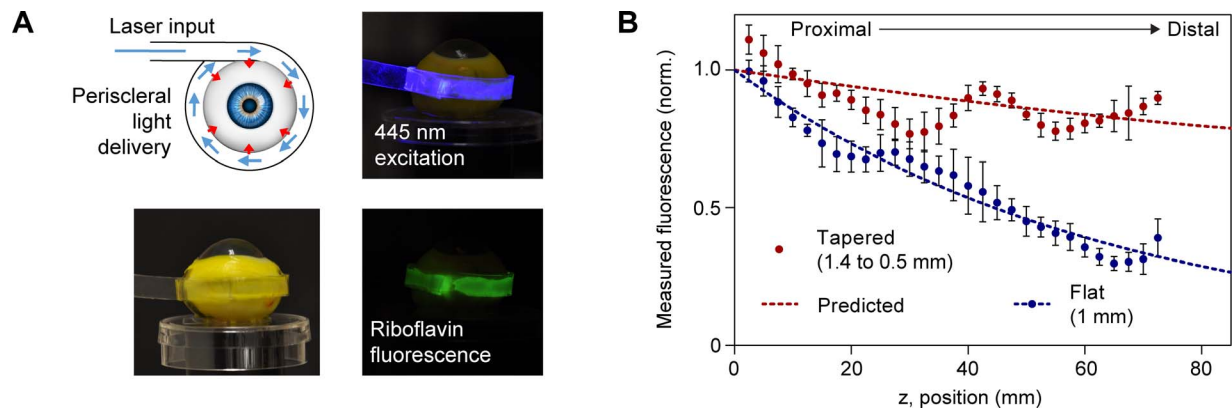 A
Laser input
Periscleral
light
delivery
445 nm
excitation
Riboflavin
fluorescence
B
Measured fluorescence (norm.)
1.0
0.5
0
Proximal
Distal
Tapered
(1.4 to 0.5 mm)
Predicted
Flat
(1 mm)
0
20
40
60
80
z, position (mm)